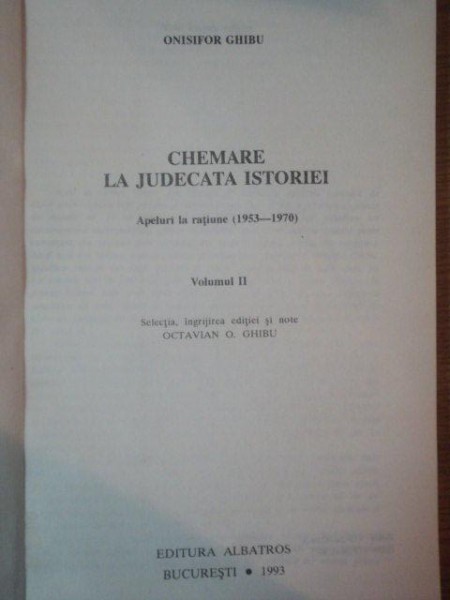 ONISIFOR GHIBU
CHEMARE
LA JUDECATA ISTORIEI
Apeluri la rațiune (1953—1970)
Volumul II
Selecția, îngrijirea ediției și note
OCTAVIAN O. GHIBU
EDITURA ALBATROS
BUCUREȘTI ● 1993